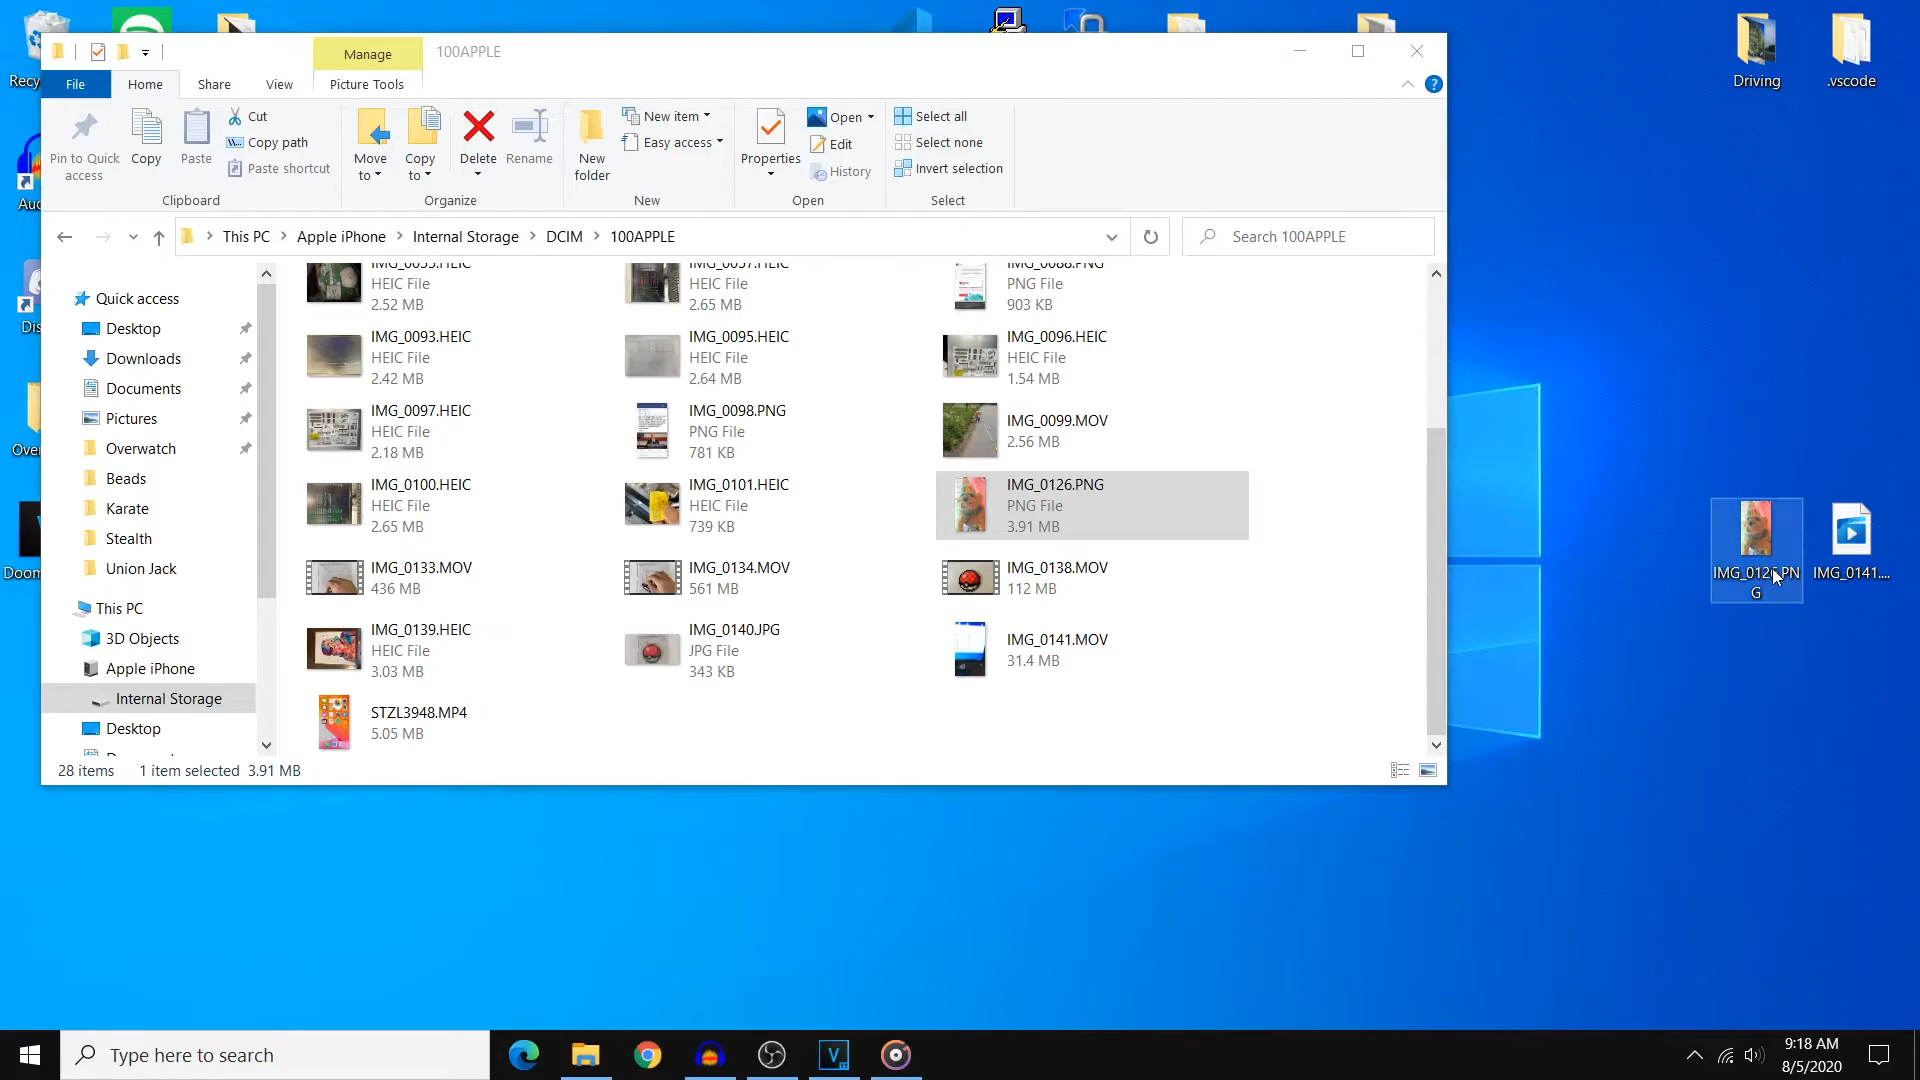 Recy
Manage
100APPLE
File
Home
Share
View
Picture Tools
Driving
.vscode
Pin to Quick
access
Copy
Paste
Cut
Copy path
Paste shortcut
Clipboard
Move
to
Copy
to
Delete
Rename
Organize
New
folder
New item
Easy access
New
Properties
Open
Edit
History
Open
Select all
Select none
Invert selection
Select
This PC
Apple iPhone
Internal Storage
DCIM
100APPLE
Search 100APPLE
Quick access
Desktop
Downloads
Documents
Pictures
Overwatch
Beads
Karate
Stealth
Union Jack
This PC
3D Objects
Apple iPhone
Internal Storage
Desktop
HEIC File
2.52 MB
HEIC File
2.65 MB
PNG File
903 KB
IMG_0093.HEIC
HEIC File
2.42 MB
IMG_0095.HEIC
HEIC File
2.64 MB
IMG_0096.HEIC
HEIC File
1.54 MB
IMG_0097.HEIC
HEIC File
2.18 MB
IMG_0098.PNG
PNG File
781 KB
IMG_0099.MOV
2.56 MB
IMG_0100.HEIC
HEIC File
2.65 MB
IMG_0101.HEIC
HEIC File
739 KB
IMG_0126.PNG
PNG File
3.91 MB
IMG_0133.MOV
436 MB
IMG_0134.MOV
561 MB
IMG_0138.MOV
112 MB
IMG_0139.HEIC
HEIC File
3.03 MB
IMG_0140.JPG
JPG File
343 KB
IMG_0141.MOV
31.4 MB
STZL3948.MP4
5.05 MB
28 items
1 item selected
3.91 MB
Aud
Dis
Over
Doom
IMG_0126.PN
G
IMG_0141....
Type here to search
9:18 AM
8/5/2020